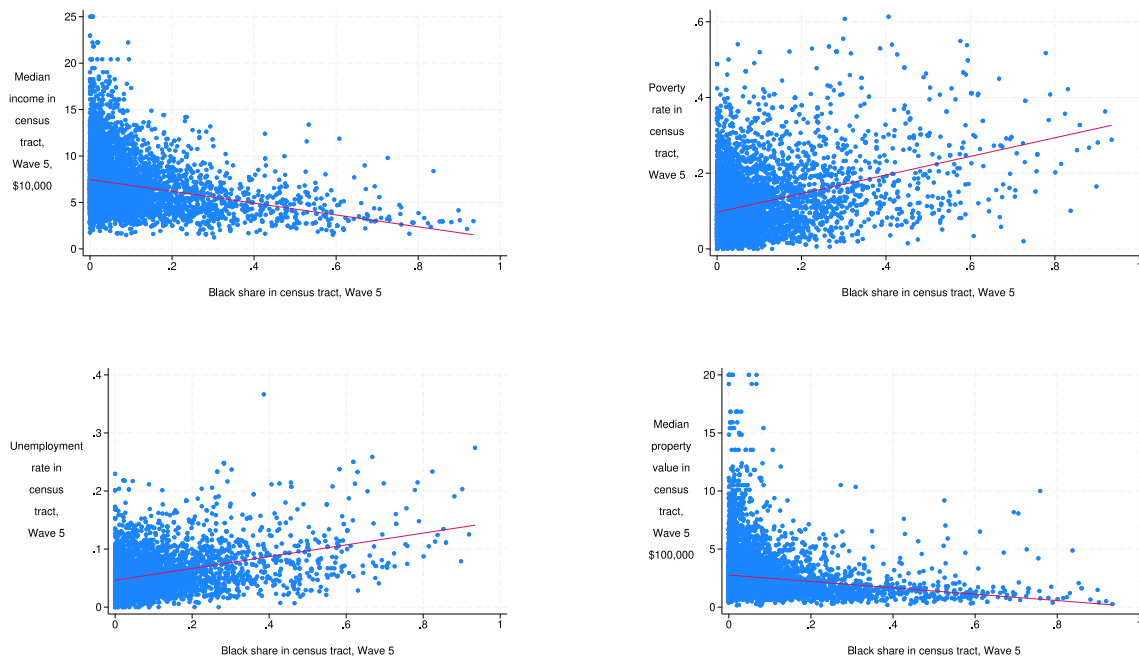 25
20
15
10
5
0
Median
income in
census
tract,
Wave 5,
$10,000
0 .2 .4 .6 .8 1
Black share in census tract, Wave 5
.6
.4
.2
0
Poverty
rate in
census
tract,
Wave 5
0 .2 .4 .6 .8 1
Black share in census tract, Wave 5
.4
.3
.2
.1
0
Unemployment
rate in
census
tract,
Wave 5
0 .2 .4 .6 .8 1
Black share in census tract, Wave 5
20
15
10
5
0
Median
property
value in
census
tract,
Wave 5
$100,000
0 .2 .4 .6 .8 1
Black share in census tract, Wave 5